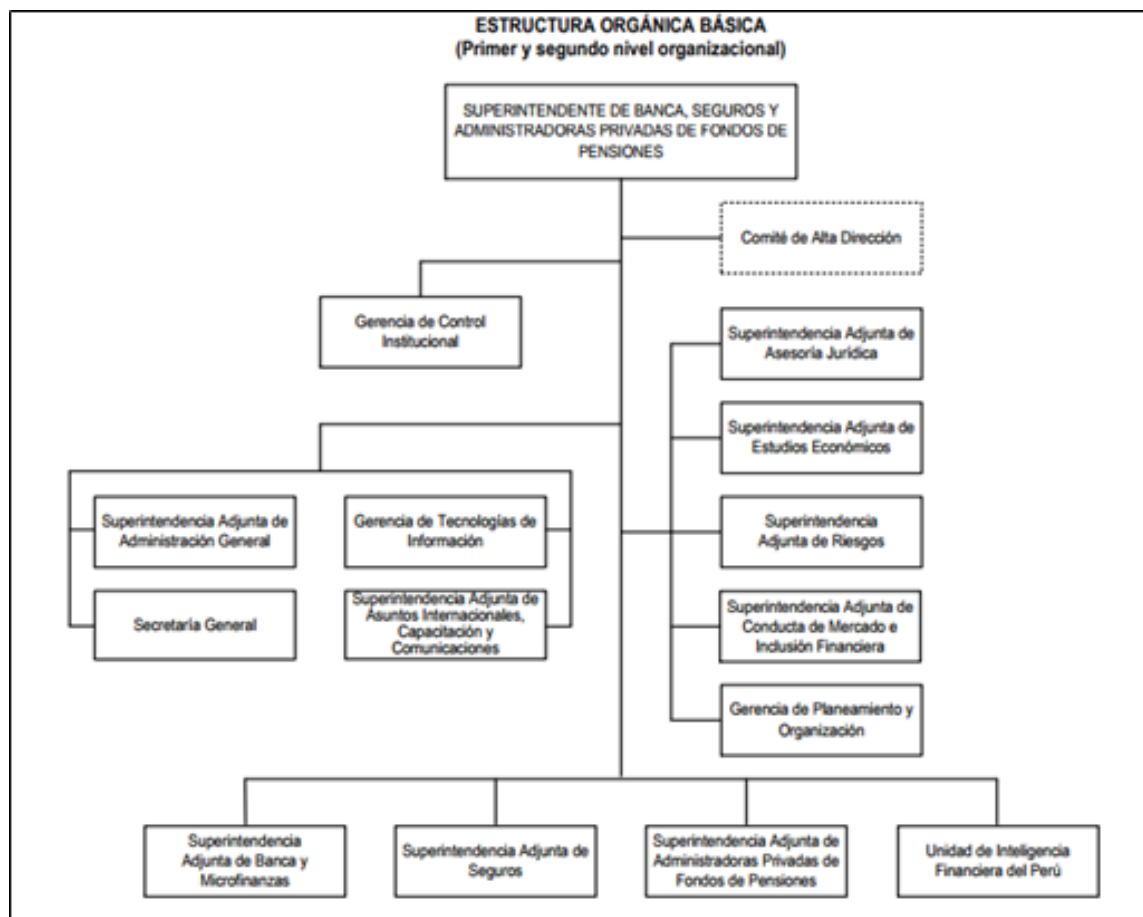 ESTRUCTURA ORGÁNICA BÁSICA
(Primer y segundo nivel organizacional)
SUPERINTENDENTE DE BANCA, SEGUROS Y
ADMINISTRADORAS PRIVADAS DE FONDOS DE
PENSIONES
Comité de Alta Dirección
Gerencia de Control
Institucional
Superintendencia Adjunta de
Asesoría Jurídica
Superintendencia Adjunta de
Estudios Económicos
Superintendencia Adjunta de
Administración General
Gerencia de Tecnologías de
Información
Superintendencia
Adjunta de Riesgos
Secretaría General
Superintendencia Adjunta de
Asuntos Internacionales,
Capacitación y
Comunicaciones
Superintendencia Adjunta de
Conducta de Mercado e
Inclusión Financiera
Gerencia de Planeamiento y
Organización
Superintendencia
Adjunta de Banca y
Microfinanzas
Superintendencia Adjunta de
Seguros
Superintendencia Adjunta de
Administradoras Privadas de
Fondos de Pensiones
Unidad de Inteligencia
Financiera del Perú